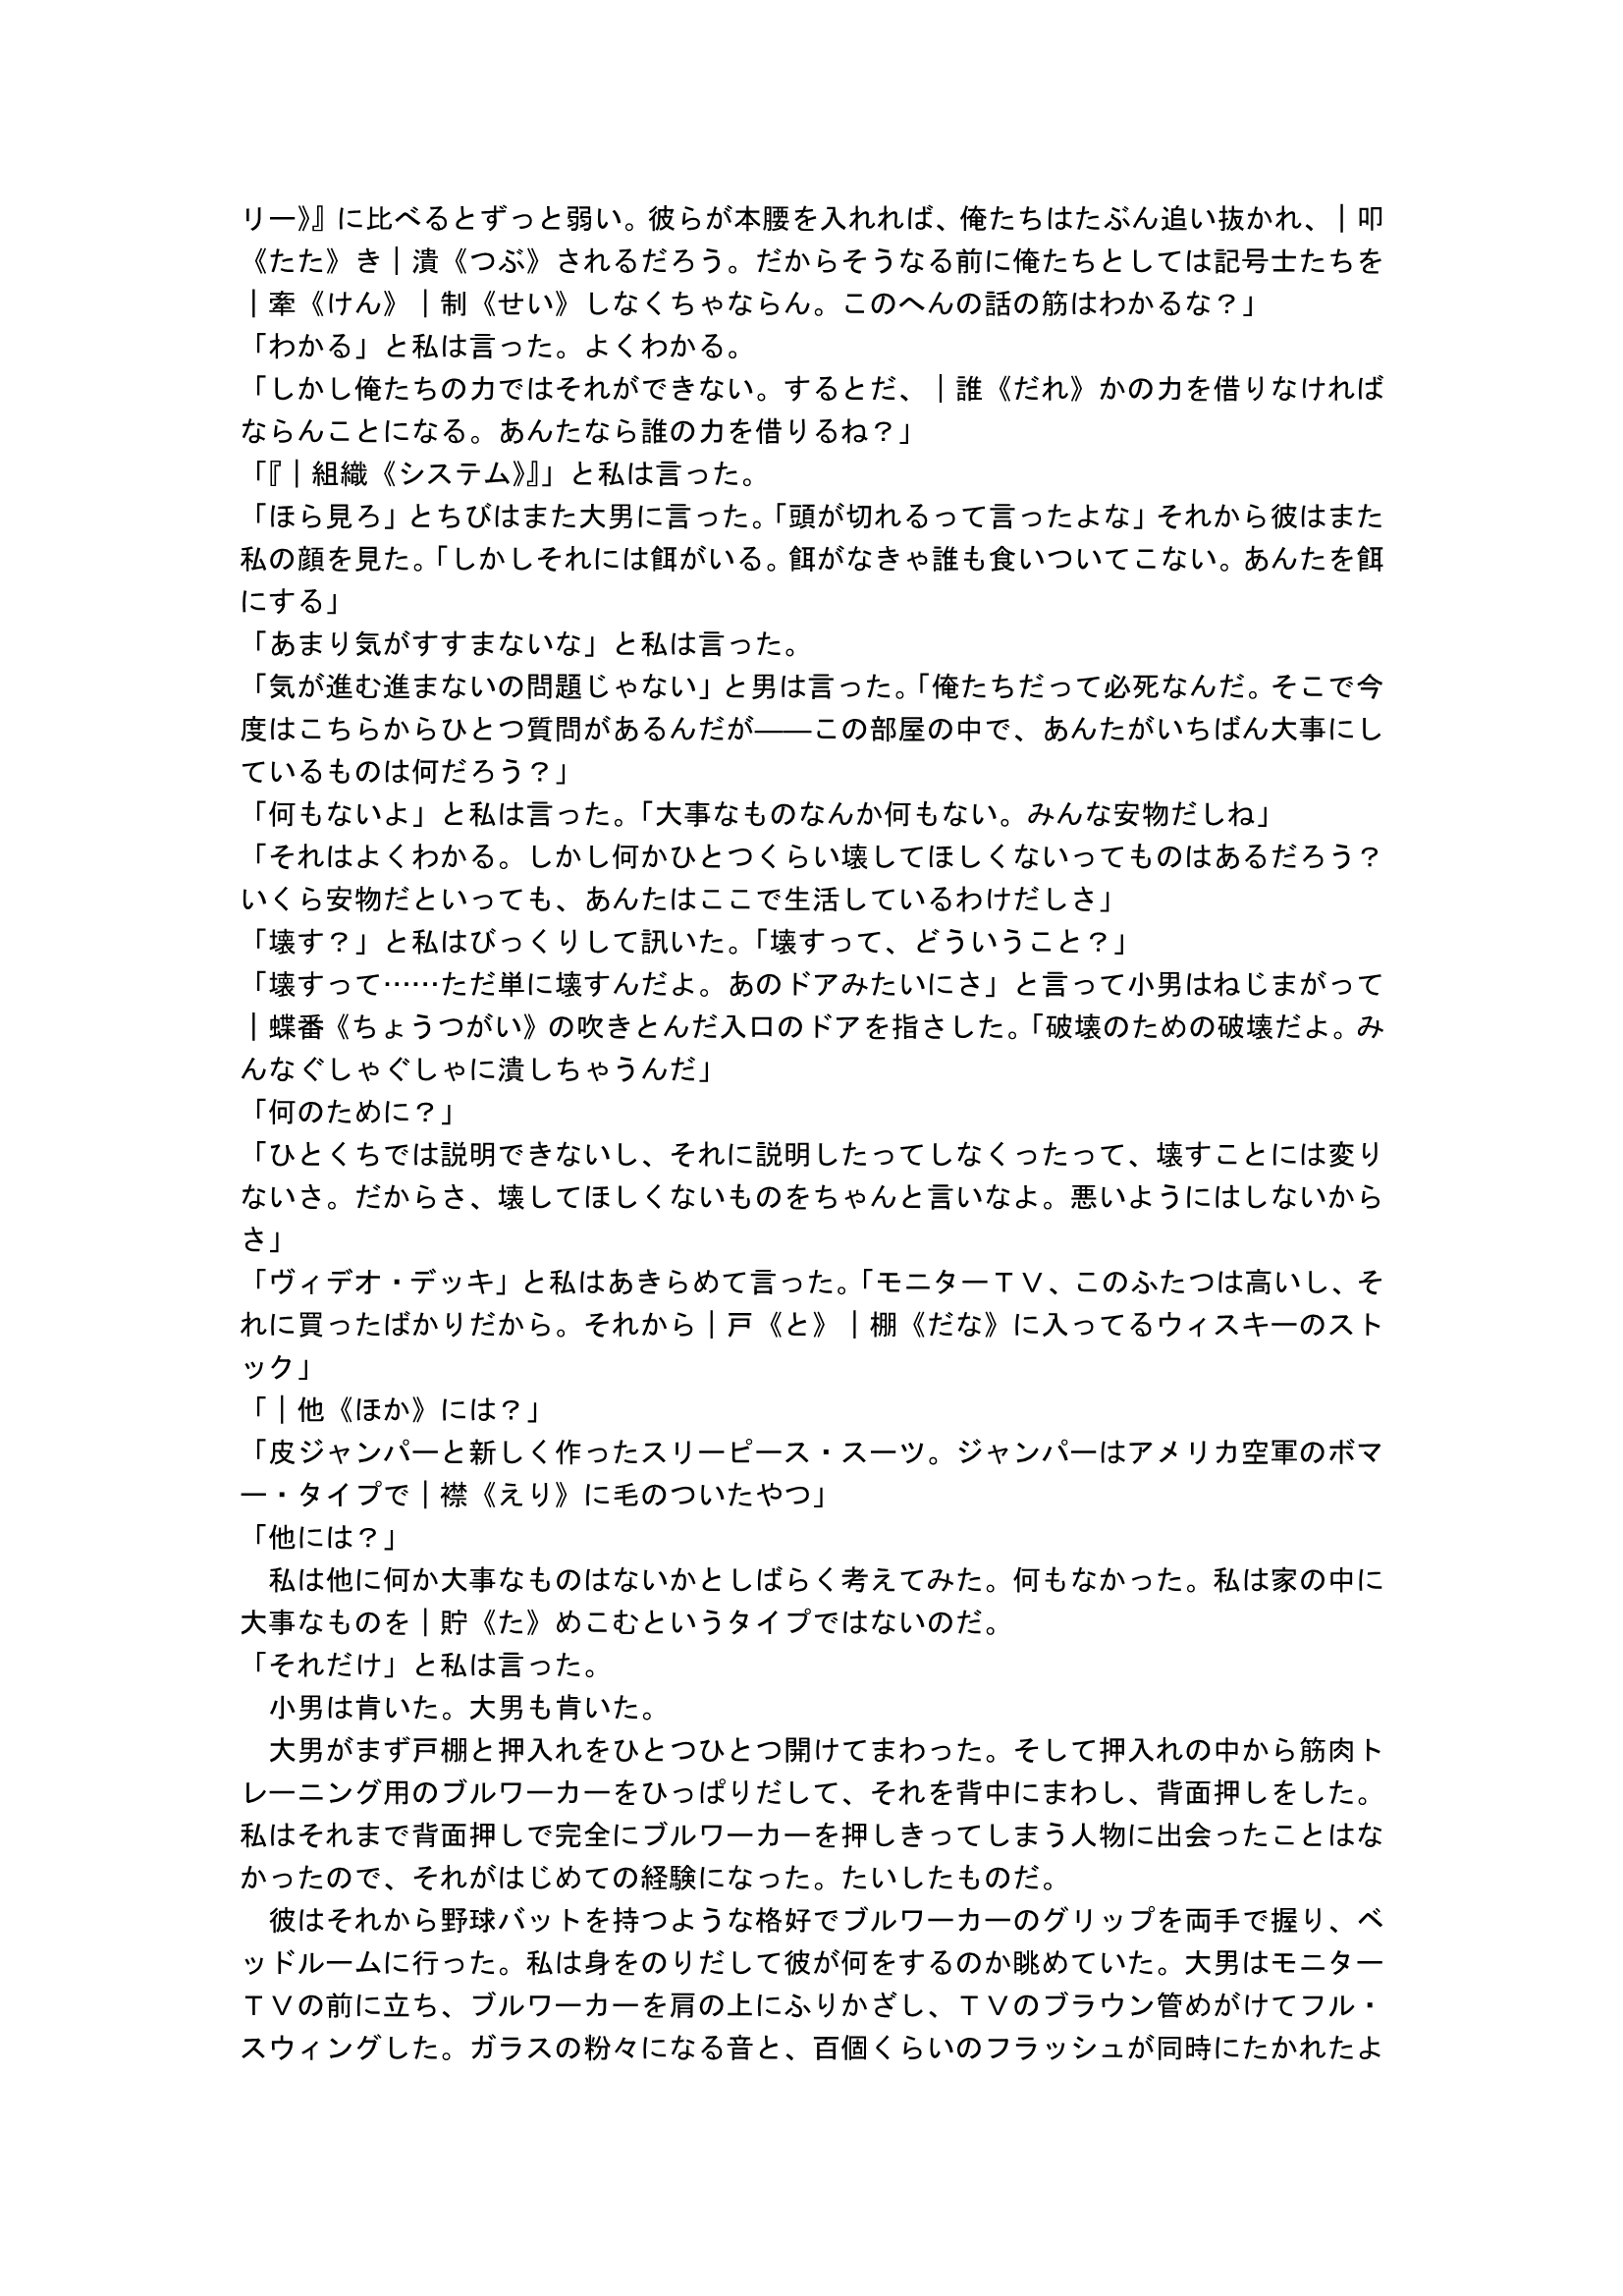 リー》』に比べるとずっと弱い。彼らが本腰を入れれば、俺たちはたぶん追い抜かれ、｜叩
《たた》き｜潰《つぶ》されるだろう。だからそうなる前に俺たちとしては記号士たちを
｜牽《けん》｜制《せい》しなくちゃならん。このへんの話の筋はわかるな？」
「わかる」と私は言った。よくわかる。
「しかし俺たちの力ではそれができない。するとだ、｜誰《だれ》かの力を借りなければ
ならんことになる。あんたなら誰の力を借りるね？」
「『｜組織《システム》』」と私は言った。
「ほら見ろ」とちびはまた大男に言った。「頭が切れるって言ったよな」それから彼はまた
私の顔を見た。「しかしそれには餌がいる。餌がなきゃ誰も食いついてこない。あんたを餌
にする」
「あまり気がすすまないな」と私は言った。
「気が進む進まないの問題じゃない」と男は言った。「俺たちだって必死なんだ。そこで今
度はこちらからひとつ質問があるんだが――この部屋の中で、あんたがいちばん大事にし
ているものは何だろう？」
「何もないよ」と私は言った。「大事なものなんか何もない。みんな安物だしね」
「それはよくわかる。しかし何かひとつくらい壊してほしくないってものはあるだろう？
いくら安物だといっても、あんたはここで生活しているわけだしさ」
「壊す？」と私はびっくりして訊いた。「壊すって、どういうこと？」
「壊すって……ただ単に壊すんだよ。あのドアみたいにさ」と言って小男はねじまがって
｜蝶番《ちょうつがい》の吹きとんだ入口のドアを指さした。「破壊のための破壊だよ。み
んなぐしゃぐしゃに潰しちゃうんだ」
「何のために？」
「ひとくちでは説明できないし、それに説明したってしなくったって、壊すことには変り
ないさ。だからさ、壊してほしくないものをちゃんと言いなよ。悪いようにはしないから
さ」
「ヴィデオ・デッキ」と私はあきらめて言った。「モニターＴＶ、このふたつは高いし、そ
れに買ったばかりだから。それから｜戸《と》｜棚《だな》に入ってるウィスキーのスト
ック」
「｜他《ほか》には？」
「皮ジャンパーと新しく作ったスリーピース・スーツ。ジャンパーはアメリカ空軍のボマ
ー・タイプで｜襟《えり》に毛のついたやつ」
「他には？」
　私は他に何か大事なものはないかとしばらく考えてみた。何もなかった。私は家の中に
大事なものを｜貯《た》めこむというタイプではないのだ。
「それだけ」と私は言った。
　小男は肯いた。大男も肯いた。
　大男がまず戸棚と押入れをひとつひとつ開けてまわった。そして押入れの中から筋肉ト
レーニング用のブルワーカーをひっぱりだして、それを背中にまわし、背面押しをした。
私はそれまで背面押しで完全にブルワーカーを押しきってしまう人物に出会ったことはな
かったので、それがはじめての経験になった。たいしたものだ。
　彼はそれから野球バットを持つような格好でブルワーカーのグリップを両手で握り、ベ
ッドルームに行った。私は身をのりだして彼が何をするのか眺めていた。大男はモニター
ＴＶの前に立ち、ブルワーカーを肩の上にふりかざし、ＴＶのブラウン管めがけてフル・
スウィングした。ガラスの粉々になる音と、百個くらいのフラッシュが同時にたかれたよ